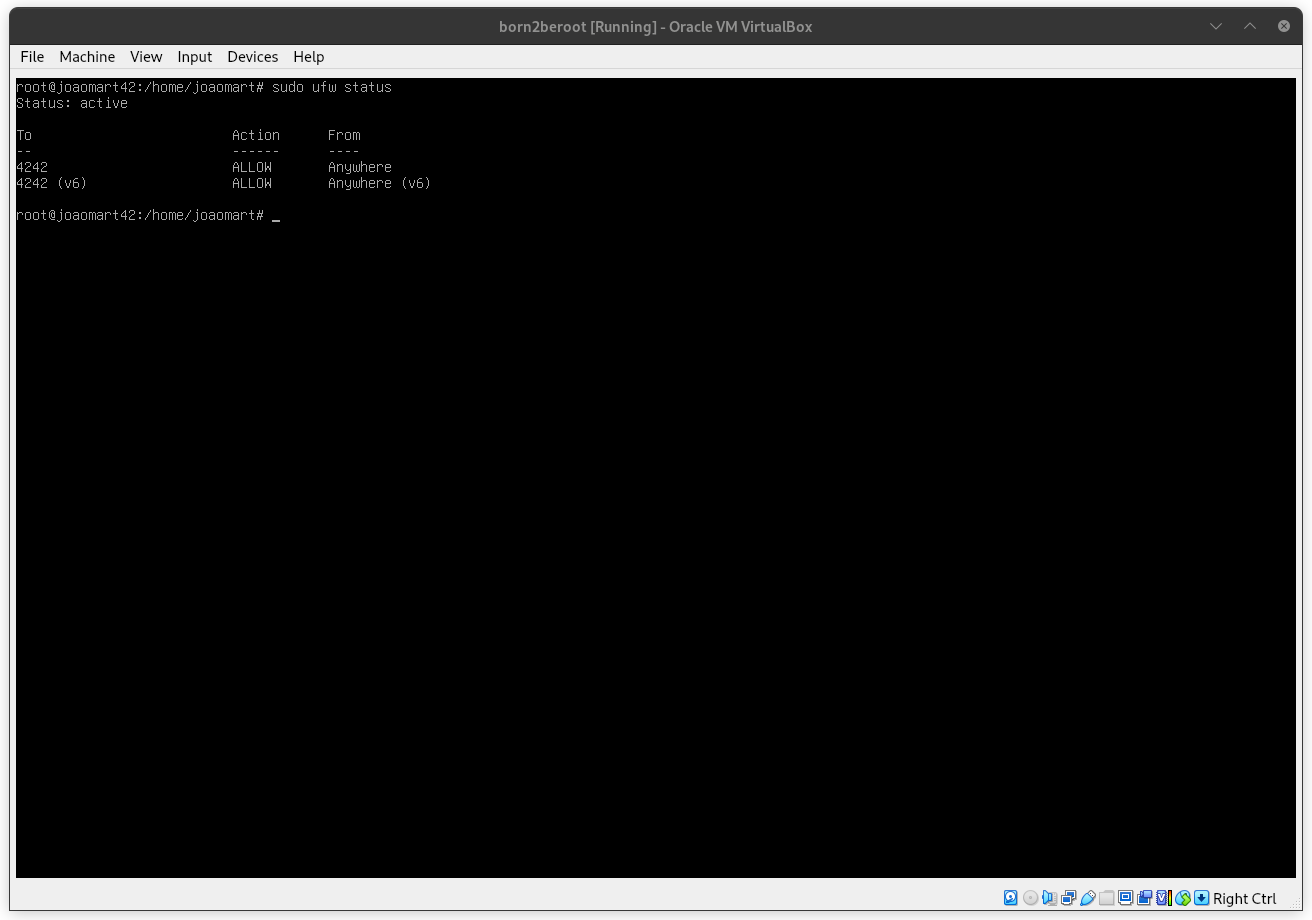 born2beroot [Running] - Oracle VM VirtualBox
File Machine View Input Devices Help
root@joaomart42:/home/joaomart# sudo ufw status
Status: active
To Action From
-- ------ ----
4242 ALLOW Anywhere
4242 (v6) ALLOW Anywhere (v6)
root@joaomart42:/home/joaomart# _
Right Ctrl